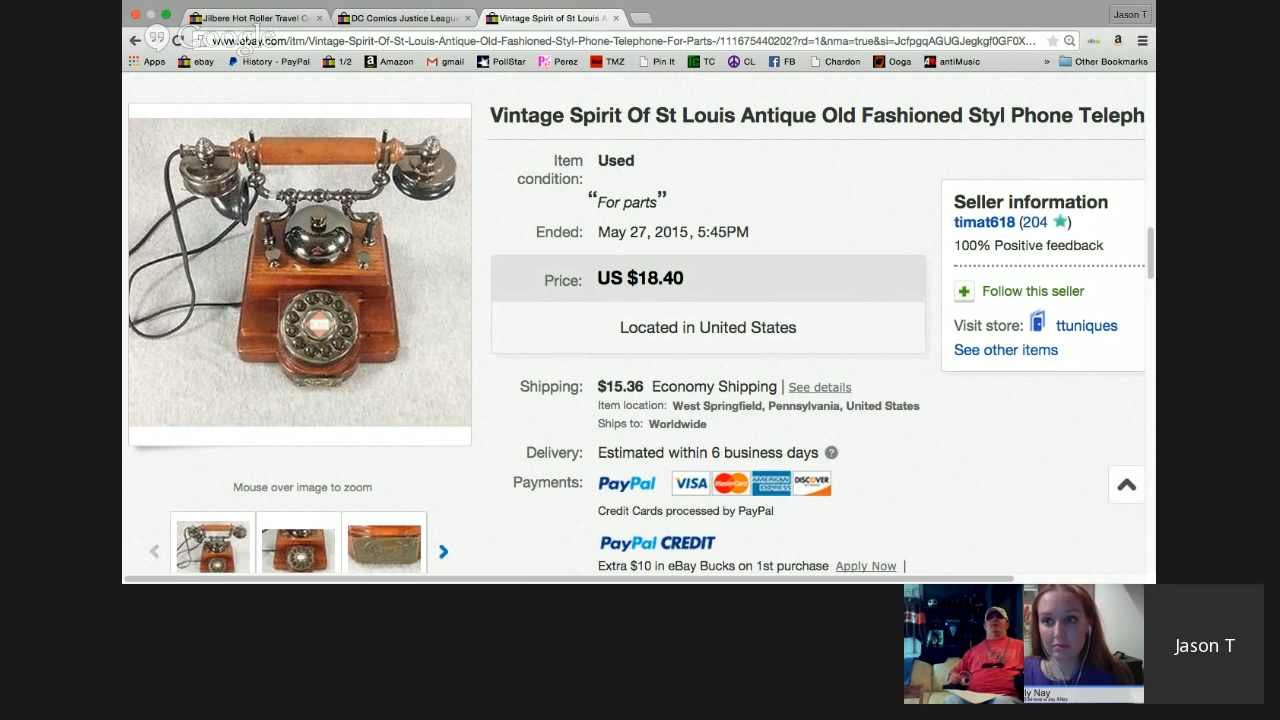 Jilbere Hot Roller Travel C
DC Comics Justice League
Vintage Spirit of St Louis A
Jason T
Google
www.ebay.com/itm/Vintage-Spirit-Of-St-Louis-Antique-Old-Fashioned-Styl-Phone-Telephone-For-Parts-/111675440202?rd=1&nma=true&si=JcfpgqAGUGJegkgf0GF0X...
Apps ebay History - PayPal 1/2 Amazon gmail PollStar Perez TMZ Pin It TC CL FB Chardon Ooga antiMusic » Other Bookmarks
Vintage Spirit Of St Louis Antique Old Fashioned Styl Phone Teleph
Item condition: Used
“For parts”
Ended: May 27, 2015, 5:45PM
Price: US $18.40
Located in United States
Seller information
timat618 (204 )
100% Positive feedback
Follow this seller
Visit store: ttuniques
See other items
Shipping: $15.36 Economy Shipping | See details
Item location: West Springfield, Pennsylvania, United States
Ships to: Worldwide
Delivery: Estimated within 6 business days ?
Payments: PayPal VISA MasterCard AMERICAN EXPRESS DISCOVER
Credit Cards processed by PayPal
Mouse over image to zoom
PayPal CREDIT
Extra $10 in eBay Bucks on 1st purchase Apply Now |
ly Nay
Jason T